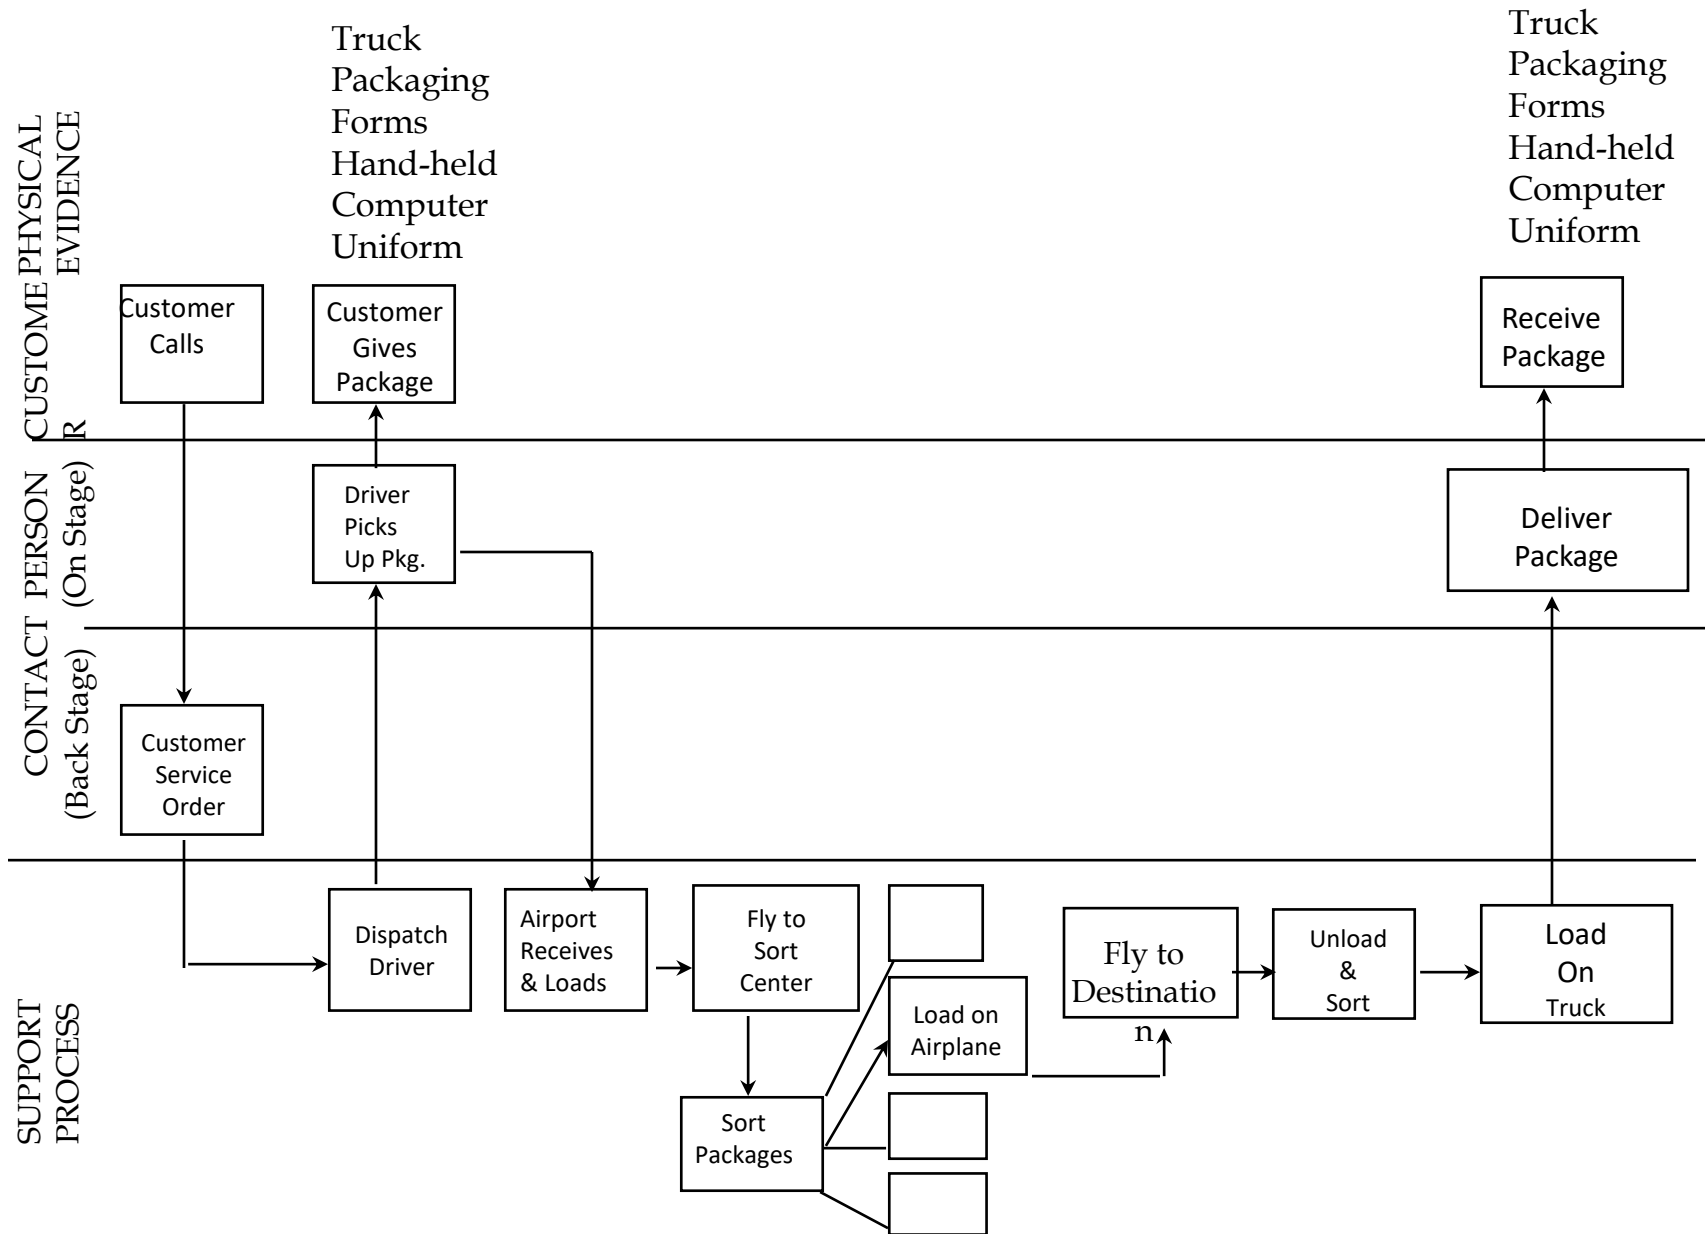 Truck
Packaging
Forms
Hand-held
Computer
Uniform
Truck
Packaging
Forms
Hand-held
Computer
Uniform
PHYSICAL
EVIDENCE
CUSTOME
R
Customer
Calls
Customer
Gives
Package
Receive
Package
CONTACT PERSON
(Back Stage) (On Stage)
Driver
Picks
Up Pkg.
Deliver
Package
Customer
Service
Order
SUPPORT
PROCESS
Dispatch
Driver
Airport
Receives
& Loads
Fly to
Sort
Center
Sort
Packages
Load on
Airplane
Fly to
Destinatio
n
Unload
&
Sort
Load
On
Truck